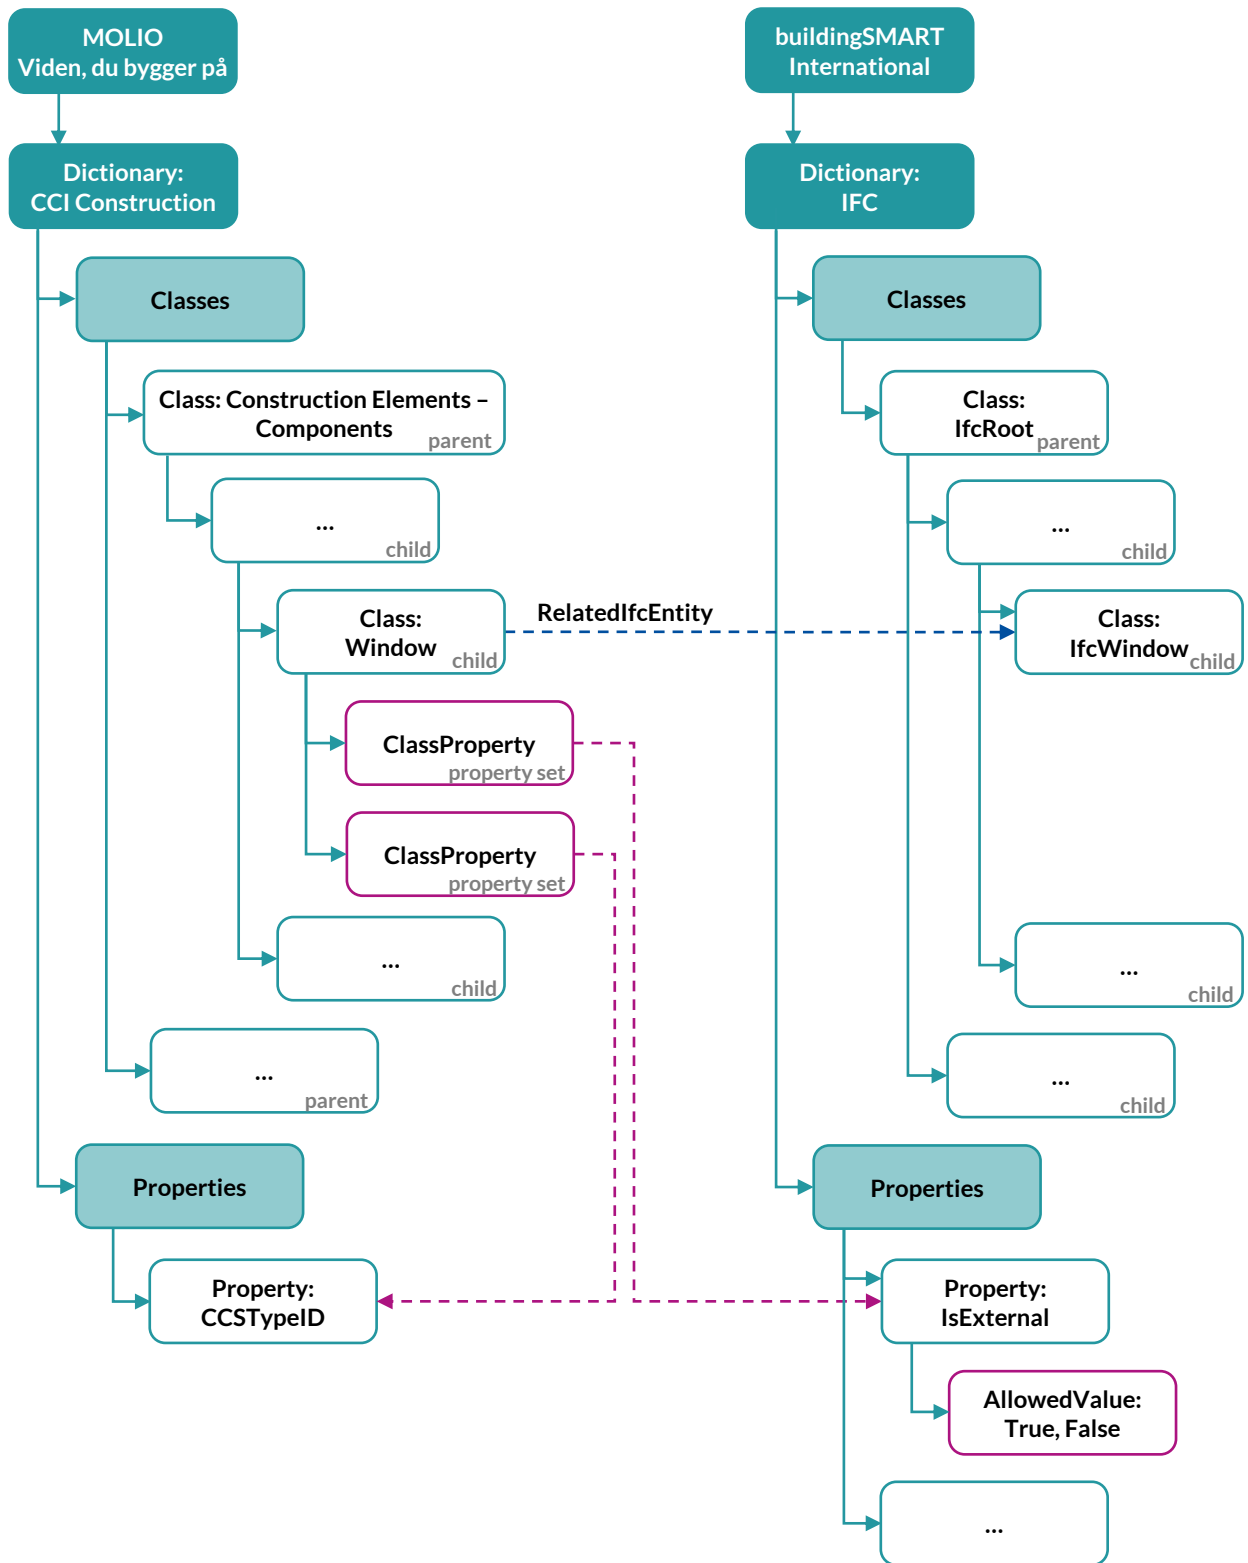 MOLIO
Viden, du bygger på
Dictionary:
CCI Construction
Classes
Class: Construction Elements –
Components
parent
...
child
Class:
Window
child
RelatedIfcEntity
ClassProperty
property set
ClassProperty
property set
...
child
...
parent
Properties
Property:
CCSTypeID
buildingSMART
International
Dictionary:
IFC
Classes
Class:
IfcRoot
parent
...
child
Class:
IfcWindow
child
...
child
...
child
Properties
Property:
IsExternal
AllowedValue:
True, False
...